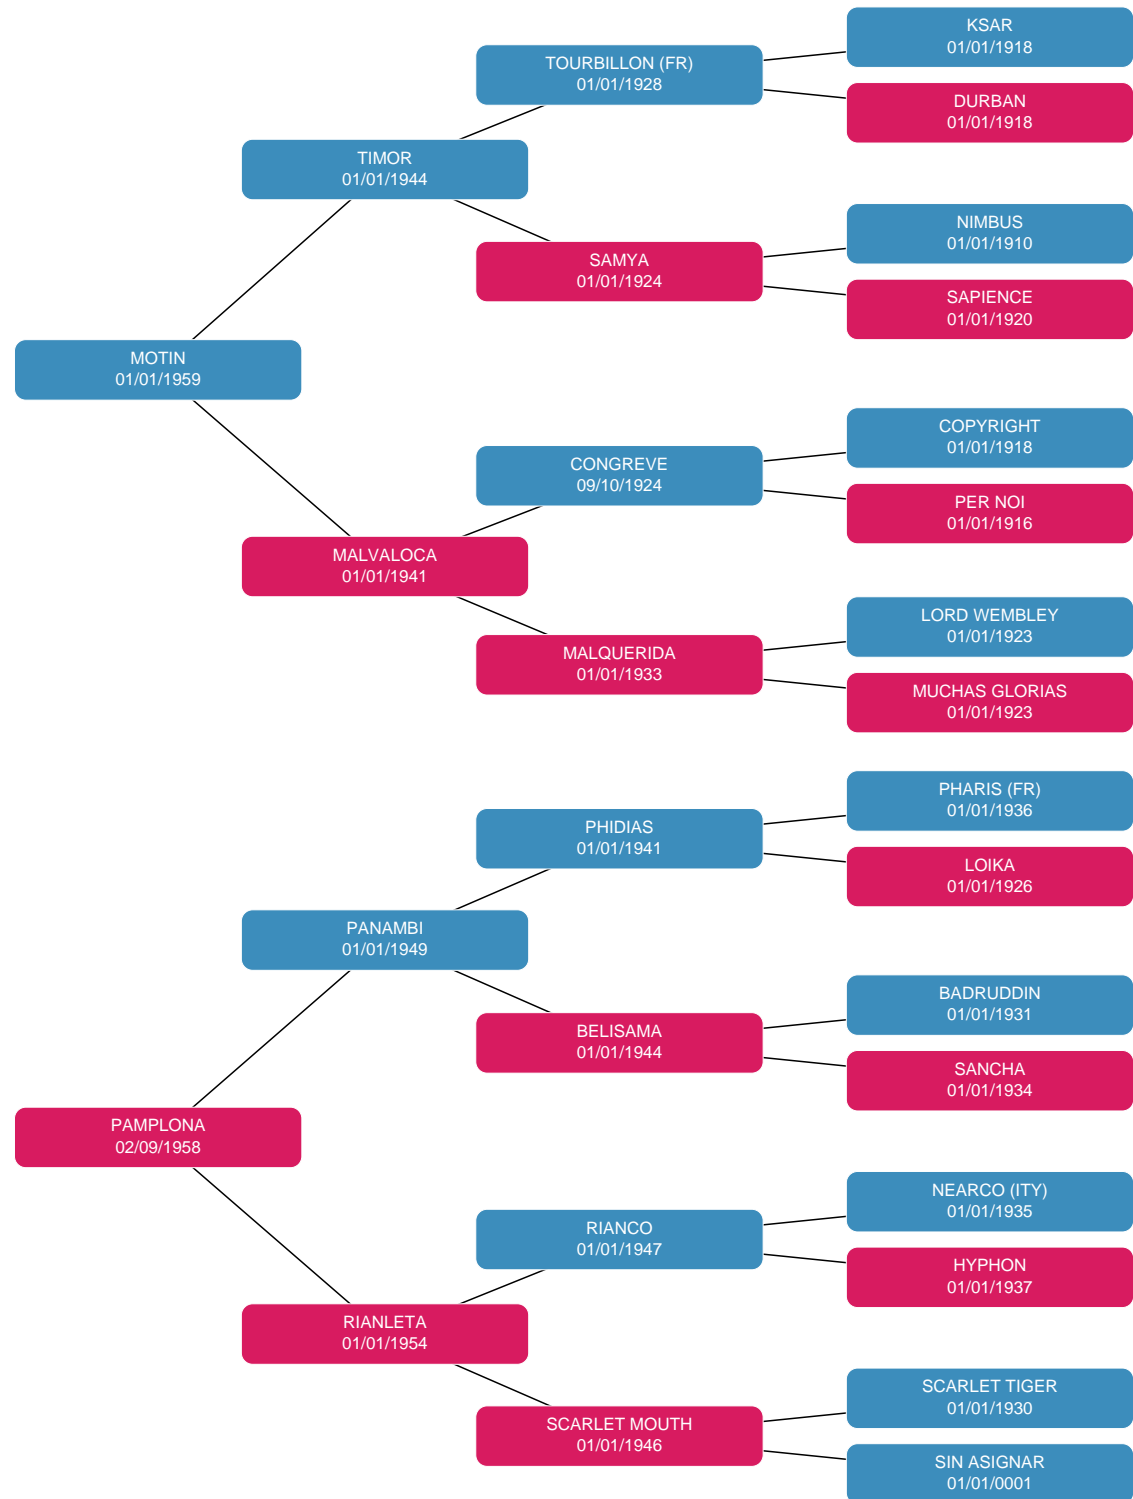 KSAR
01/01/1918
TOURBILLON (FR)
01/01/1928
DURBAN
01/01/1918
TIMOR
01/01/1944
NIMBUS
01/01/1910
SAMYA
01/01/1924
SAPIENCE
01/01/1920
MOTIN
01/01/1959
COPYRIGHT
01/01/1918
CONGREVE
09/10/1924
PER NOI
01/01/1916
MALVALOCA
01/01/1941
LORD WEMBLEY
01/01/1923
MALQUERIDA
01/01/1933
MUCHAS GLORIAS
01/01/1923
PHARIS (FR)
01/01/1936
PHIDIAS
01/01/1941
LOIKA
01/01/1926
PANAMBI
01/01/1949
BADRUDDIN
01/01/1931
BELISAMA
01/01/1944
SANCHA
01/01/1934
PAMPLONA
02/09/1958
NEARCO (ITY)
01/01/1935
RIANCO
01/01/1947
HYPHON
01/01/1937
RIANLETA
01/01/1954
SCARLET TIGER
01/01/1930
SCARLET MOUTH
01/01/1946
SIN ASIGNAR
01/01/0001